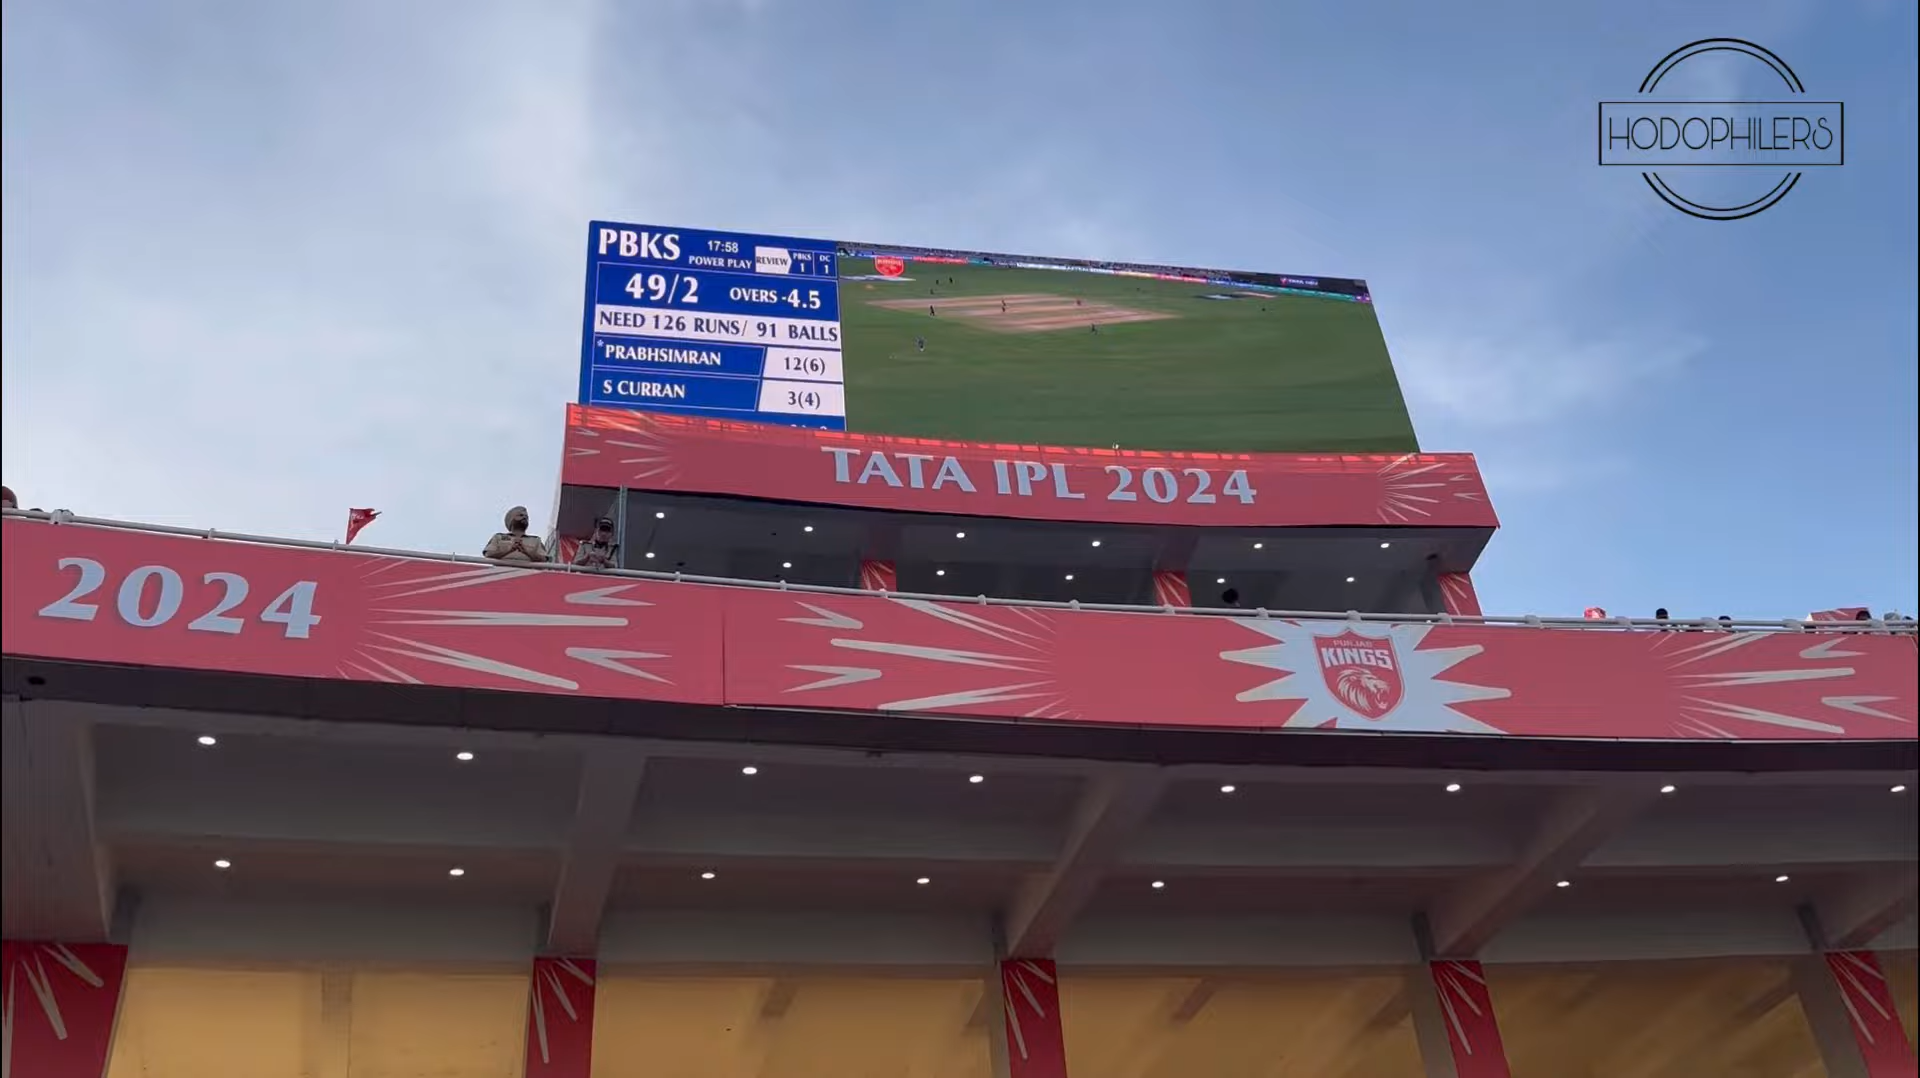 HODOPHILERS
PBKS 17:58
POWER PLAY REVIEW PBKS 1 DC 1
49/2 OVERS -4.5
NEED 126 RUNS/ 91 BALLS
*PRABHSIMRAN 12(6)
S CURRAN 3(4)
TATA IPL 2024
2024
PUNJAB
KINGS